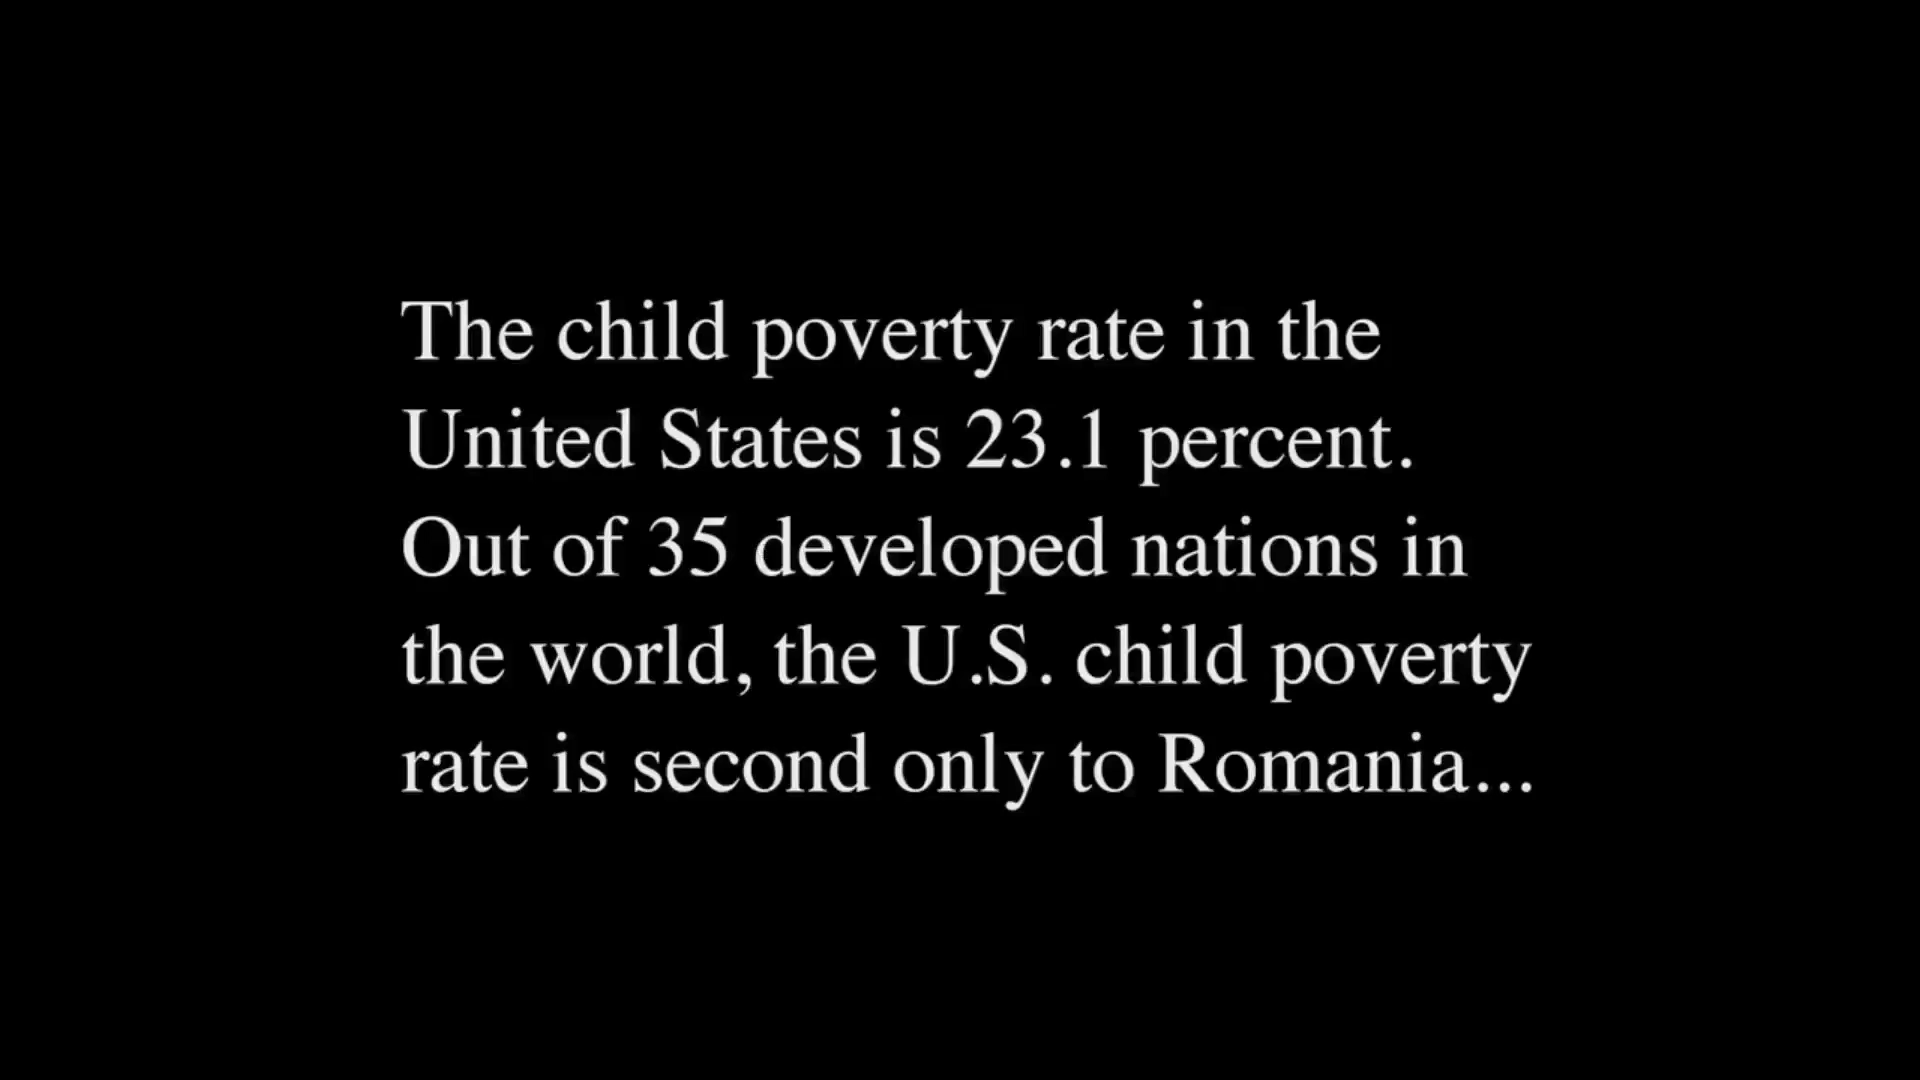 The child poverty rate in the
United States is 23.1 percent.
Out of 35 developed nations in
the world, the U.S. child poverty
rate is second only to Romania...